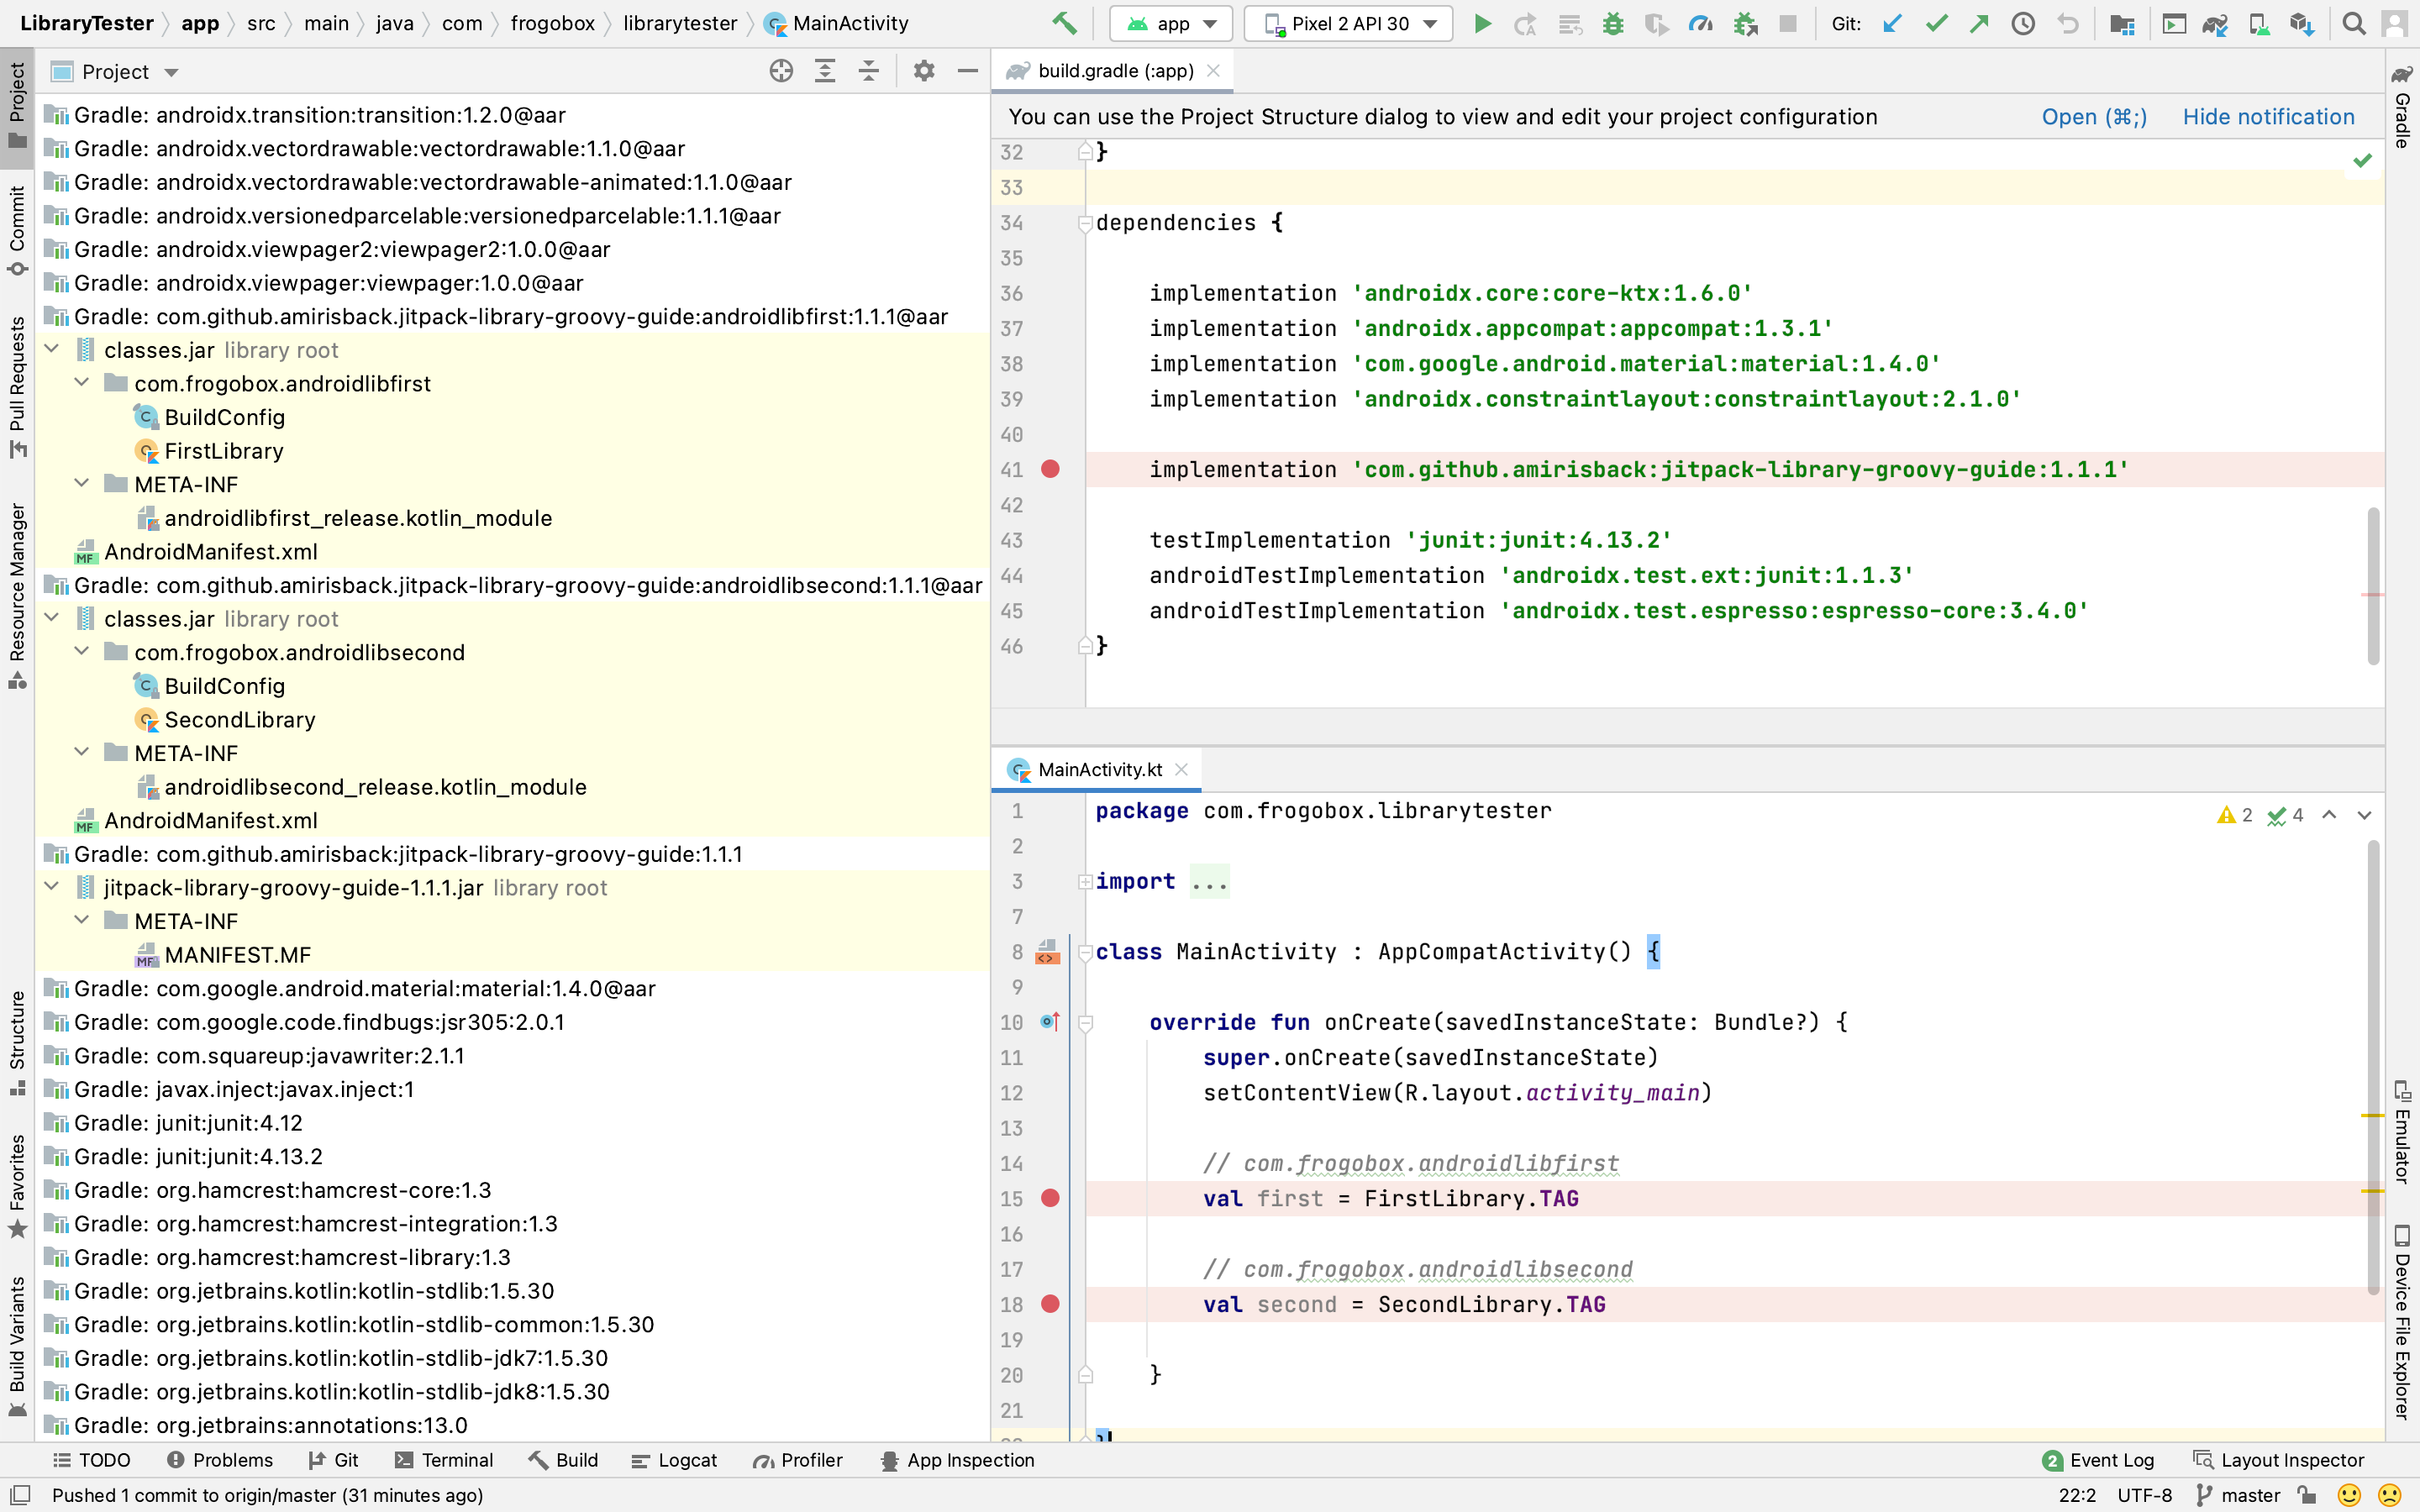 LibraryTester app src main java com frogobox librarytester MainActivity app Pixel 2 API 30 Git:
Project
Project
Commit
Pull Requests
Resource Manager
Structure
Favorites
Build Variants
Gradle: androidx.transition:transition:1.2.0@aar
Gradle: androidx.vectordrawable:vectordrawable:1.1.0@aar
Gradle: androidx.vectordrawable:vectordrawable-animated:1.1.0@aar
Gradle: androidx.versionedparcelable:versionedparcelable:1.1.1@aar
Gradle: androidx.viewpager2:viewpager2:1.0.0@aar
Gradle: androidx.viewpager:viewpager:1.0.0@aar
Gradle: com.github.amirisback.jitpack-library-groovy-guide:androidlibfirst:1.1.1@aar
classes.jar library root
com.frogobox.androidlibfirst
BuildConfig
FirstLibrary
META-INF
androidlibfirst_release.kotlin_module
MF AndroidManifest.xml
Gradle: com.github.amirisback.jitpack-library-groovy-guide:androidlibsecond:1.1.1@aar
classes.jar library root
com.frogobox.androidlibsecond
BuildConfig
SecondLibrary
META-INF
androidlibsecond_release.kotlin_module
MF AndroidManifest.xml
Gradle: com.github.amirisback:jitpack-library-groovy-guide:1.1.1
jitpack-library-groovy-guide-1.1.1.jar library root
META-INF
MF MANIFEST.MF
Gradle: com.google.android.material:material:1.4.0@aar
Gradle: com.google.code.findbugs:jsr305:2.0.1
Gradle: com.squareup:javawriter:2.1.1
Gradle: javax.inject:javax.inject:1
Gradle: junit:junit:4.12
Gradle: junit:junit:4.13.2
Gradle: org.hamcrest:hamcrest-core:1.3
Gradle: org.hamcrest:hamcrest-integration:1.3
Gradle: org.hamcrest:hamcrest-library:1.3
Gradle: org.jetbrains.kotlin:kotlin-stdlib:1.5.30
Gradle: org.jetbrains.kotlin:kotlin-stdlib-common:1.5.30
Gradle: org.jetbrains.kotlin:kotlin-stdlib-jdk7:1.5.30
Gradle: org.jetbrains.kotlin:kotlin-stdlib-jdk8:1.5.30
Gradle: org.jetbrains:annotations:13.0
build.gradle (:app)
You can use the Project Structure dialog to view and edit your project configuration Open (⌘;) Hide notification
32 }
33
34 dependencies {
35
36 implementation 'androidx.core:core-ktx:1.6.0'
37 implementation 'androidx.appcompat:appcompat:1.3.1'
38 implementation 'com.google.android.material:material:1.4.0'
39 implementation 'androidx.constraintlayout:constraintlayout:2.1.0'
40
41 implementation 'com.github.amirisback:jitpack-library-groovy-guide:1.1.1'
42
43 testImplementation 'junit:junit:4.13.2'
44 androidTestImplementation 'androidx.test.ext:junit:1.1.3'
45 androidTestImplementation 'androidx.test.espresso:espresso-core:3.4.0'
46 }
MainActivity.kt
1 package com.frogobox.librarytester 2 4
2
3 import ...
7
8 class MainActivity : AppCompatActivity() {
9
10 override fun onCreate(savedInstanceState: Bundle?) {
11 super.onCreate(savedInstanceState)
12 setContentView(R.layout.activity_main)
13
14 // com.frogobox.androidlibfirst
15 val first = FirstLibrary.TAG
16
17 // com.frogobox.androidlibsecond
18 val second = SecondLibrary.TAG
19
20 }
21
22 }
Gradle
Emulator
Device File Explorer
TODO Problems Git Terminal Build Logcat Profiler App Inspection 2 Event Log Layout Inspector
Pushed 1 commit to origin/master (31 minutes ago) 22:2 UTF-8 master